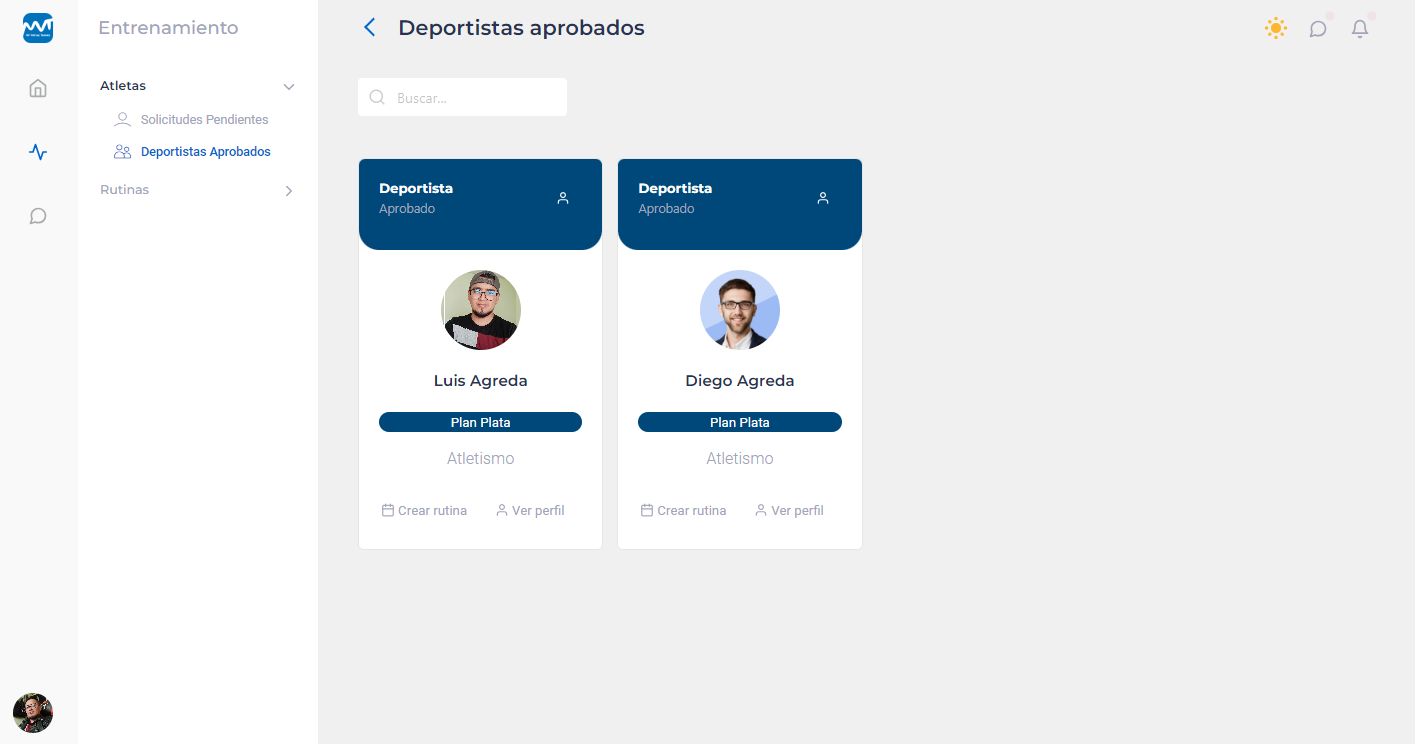 Entrenamiento
Atletas
Solicitudes Pendientes
Deportistas Aprobados
Rutinas
Deportistas aprobados
Buscar...
Deportista
Aprobado
Luis Agreda
Plan Plata
Atletismo
Crear rutina Ver perfil
Deportista
Aprobado
Diego Agreda
Plan Plata
Atletismo
Crear rutina Ver perfil